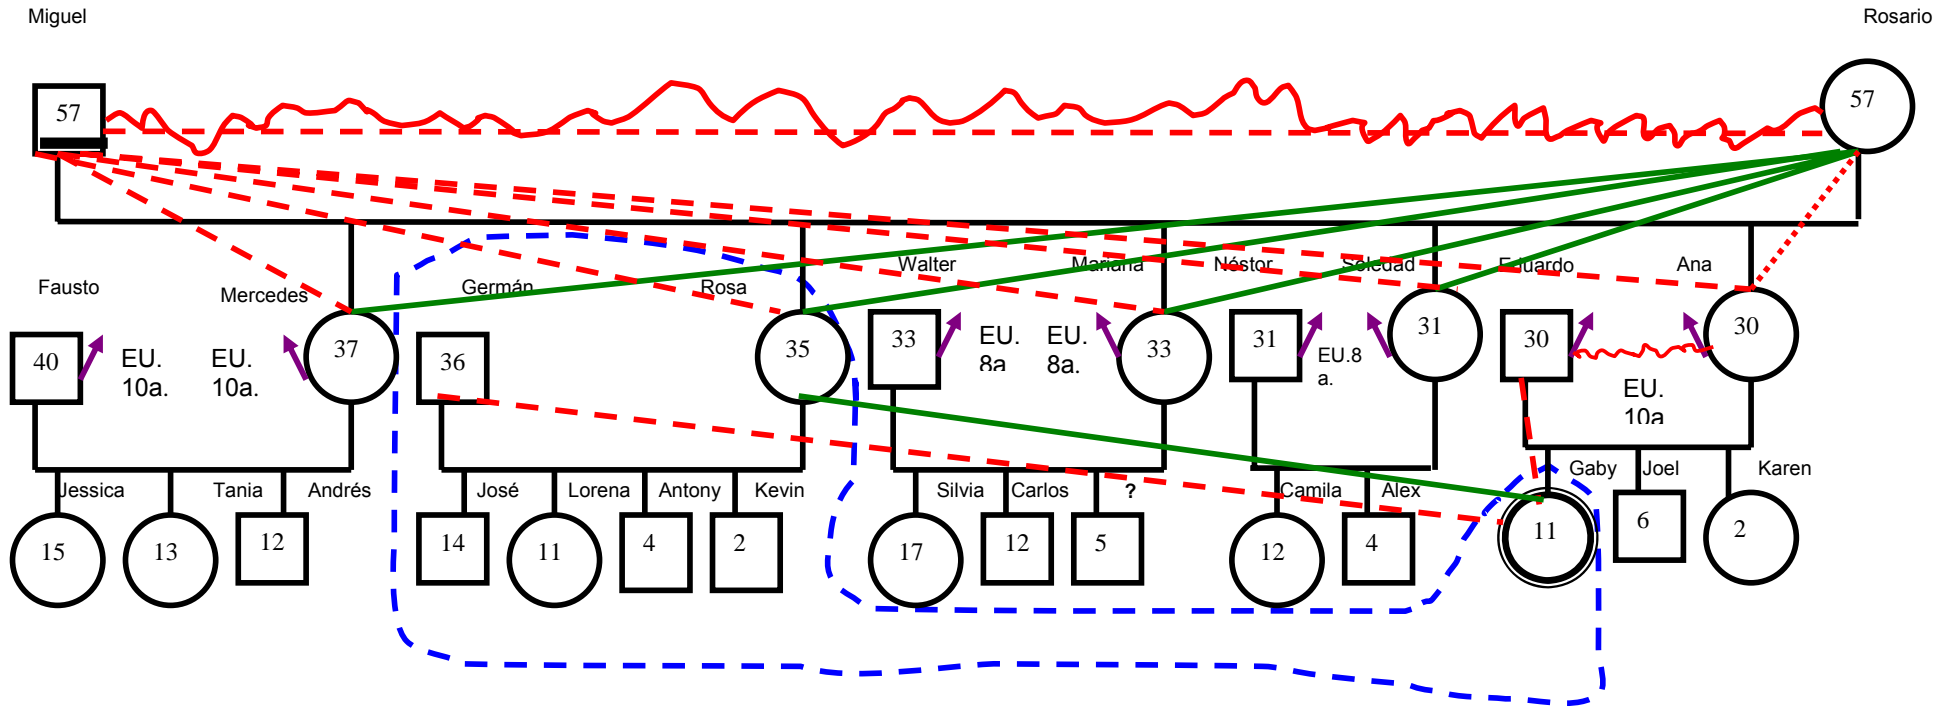 Miguel
Rosario
57
57
Walter
Mariana
Néstor
Soledad
Eduardo
Ana
Fausto
Mercedes
Germán
Rosa
40
EU.
10a.
EU.
10a.
37
36
35
33
EU.
8a
EU.
8a.
33
31
EU.8
a.
31
30
EU.
10a
30
Jessica
Tania
Andrés
José
Lorena
Antony
Kevin
Silvia
Carlos
?
Camila
Alex
Gaby
Joel
Karen
15
13
12
14
11
4
2
17
12
5
12
4
11
6
2